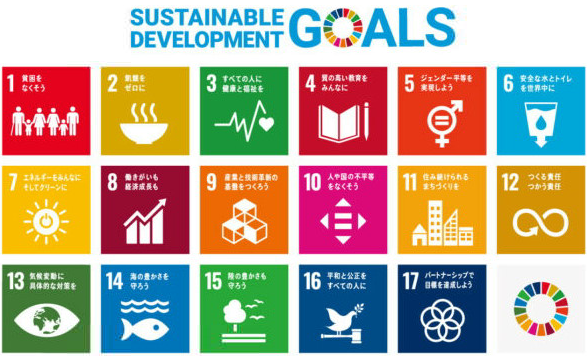 SUSTAINABLE
DEVELOPMENT
GOALS
1 貧困を
なくそう
2 飢餓を
ゼロに
3 すべての人に
健康と福祉を
4 質の高い教育を
みんなに
5 ジェンダー平等を
実現しよう
6 安全な水とトイレ
を世界中に
7 エネルギーをみんなに
そしてクリーンに
8 働きがいも
経済成長も
9 産業と技術革新の
基盤をつくろう
10 人や国の不平等
をなくそう
11 住み続けられる
まちづくりを
12 つくる責任
つかう責任
13 気候変動に
具体的な対策を
14 海の豊かさを
守ろう
15 陸の豊かさも
守ろう
16 平和と公正を
すべての人に
17 パートナーシップで
目標を達成しよう